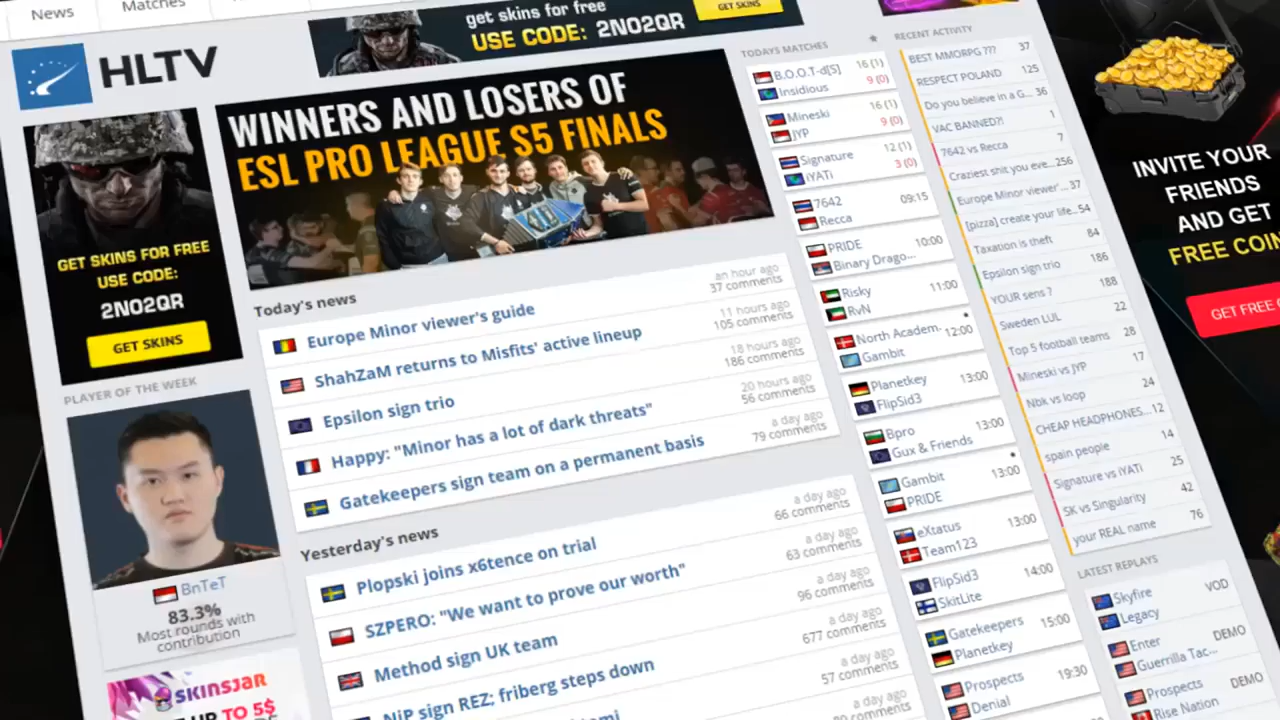 News
Matches
HLTV
get skins for free
USE CODE: 2NO2QR
GET SKINS
GET SKINS FOR FREE
USE CODE:
2NO2QR
GET SKINS
PLAYER OF THE WEEK
BnTeT
83.3%
Most rounds with
contribution
SKINSJAR
UP TO 5$
WINNERS AND LOSERS OF
ESL PRO LEAGUE S5 FINALS
Today's news
Europe Minor viewer's guide
an hour ago
37 comments
ShahZaM returns to Misfits' active lineup
11 hours ago
105 comments
Epsilon sign trio
18 hours ago
186 comments
Happy: "Minor has a lot of dark threats"
20 hours ago
56 comments
Gatekeepers sign team on a permanent basis
a day ago
79 comments
Yesterday's news
Plopski joins x6tence on trial
a day ago
66 comments
SZPERO: "We want to prove our worth"
a day ago
63 comments
Method sign UK team
a day ago
96 comments
NiP sign REZ; friberg steps down
a day ago
677 comments
a day ago
57 comments
a day ago
TODAYS MATCHES
B.O.O.T-d[S] 16 (1)
Insidious 9 (0)
Mineski 16 (1)
JYP 9 (0)
Signature 12 (1)
iYATi 3 (0)
7642 09:15
Recca
PRIDE 10:00
Binary Drago...
Risky 11:00
RvN
North Academ. 12:00
Gambit
Planetkey 13:00
FlipSid3
Bpro 13:00
Gux & Friends
Gambit 13:00
PRIDE
eXtatus 13:00
Team123
FlipSid3 14:00
SkitLite
Gatekeepers 15:00
Planetkey
Prospects 19:30
Denial
RECENT ACTIVITY
BEST MMORPG ??? 37
RESPECT POLAND 125
Do you believe in a G... 36
VAC BANNED?! 1
7642 vs Recca 7
Craziest shit you eve... 256
Europe Minor viewer'... 37
[pizza] create your life... 54
Taxation is theft 84
Epsilon sign trio 186
YOUR sens ? 188
Sweden LUL 22
Top 5 football teams 28
Mineski vs JYP 17
Nbk vs loop 24
CHEAP HEADPHONES... 12
spain people 14
Signature vs iYATi 25
SK vs Singularity 42
your REAL name 76
LATEST REPLAYS
Skyfire VOD
Legacy
Enter DEMO
Guerrilla Tac...
Prospects DEMO
Rise Nation
INVITE YOUR
FRIENDS
AND GET
FREE COIN
GET FREE